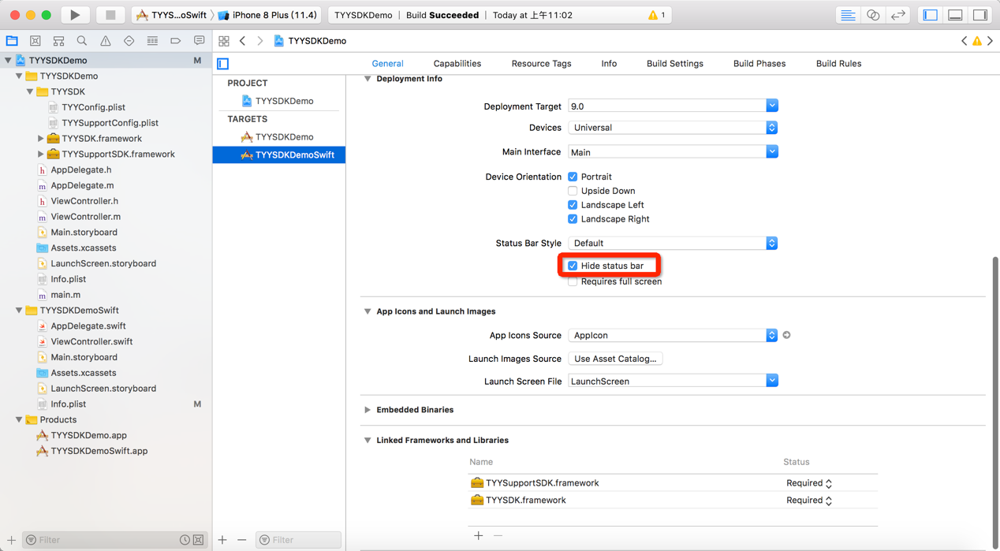 TYYS...oSwift
iPhone 8 Plus (11.4)
TYYSDKDemo
Build Succeeded
Today at 上午11:02
1
TYYSDKDemo
TYYSDKDemo M
TYYSDKDemo
TYYSDK
TYYConfig.plist
TYYSupportConfig.plist
TYYSDK.framework
TYYSupportSDK.framework
AppDelegate.h
AppDelegate.m
ViewController.h
ViewController.m
Main.storyboard
Assets.xcassets
LaunchScreen.storyboard
Info.plist
main.m
TYYSDKDemoSwift
AppDelegate.swift
ViewController.swift
Main.storyboard
Assets.xcassets
LaunchScreen.storyboard
Info.plist M
Products
TYYSDKDemo.app
TYYSDKDemoSwift.app
Filter
General
Capabilities
Resource Tags
Info
Build Settings
Build Phases
Build Rules
PROJECT
TYYSDKDemo
TARGETS
TYYSDKDemo
TYYSDKDemoSwift
Filter
Deployment Info
Deployment Target 9.0
Devices Universal
Main Interface Main
Device Orientation Portrait
Upside Down
Landscape Left
Landscape Right
Status Bar Style Default
Hide status bar
Requires full screen
App Icons and Launch Images
App Icons Source AppIcon
Launch Images Source Use Asset Catalog...
Launch Screen File LaunchScreen
Embedded Binaries
Linked Frameworks and Libraries
Name Status
TYYSupportSDK.framework Required
TYYSDK.framework Required